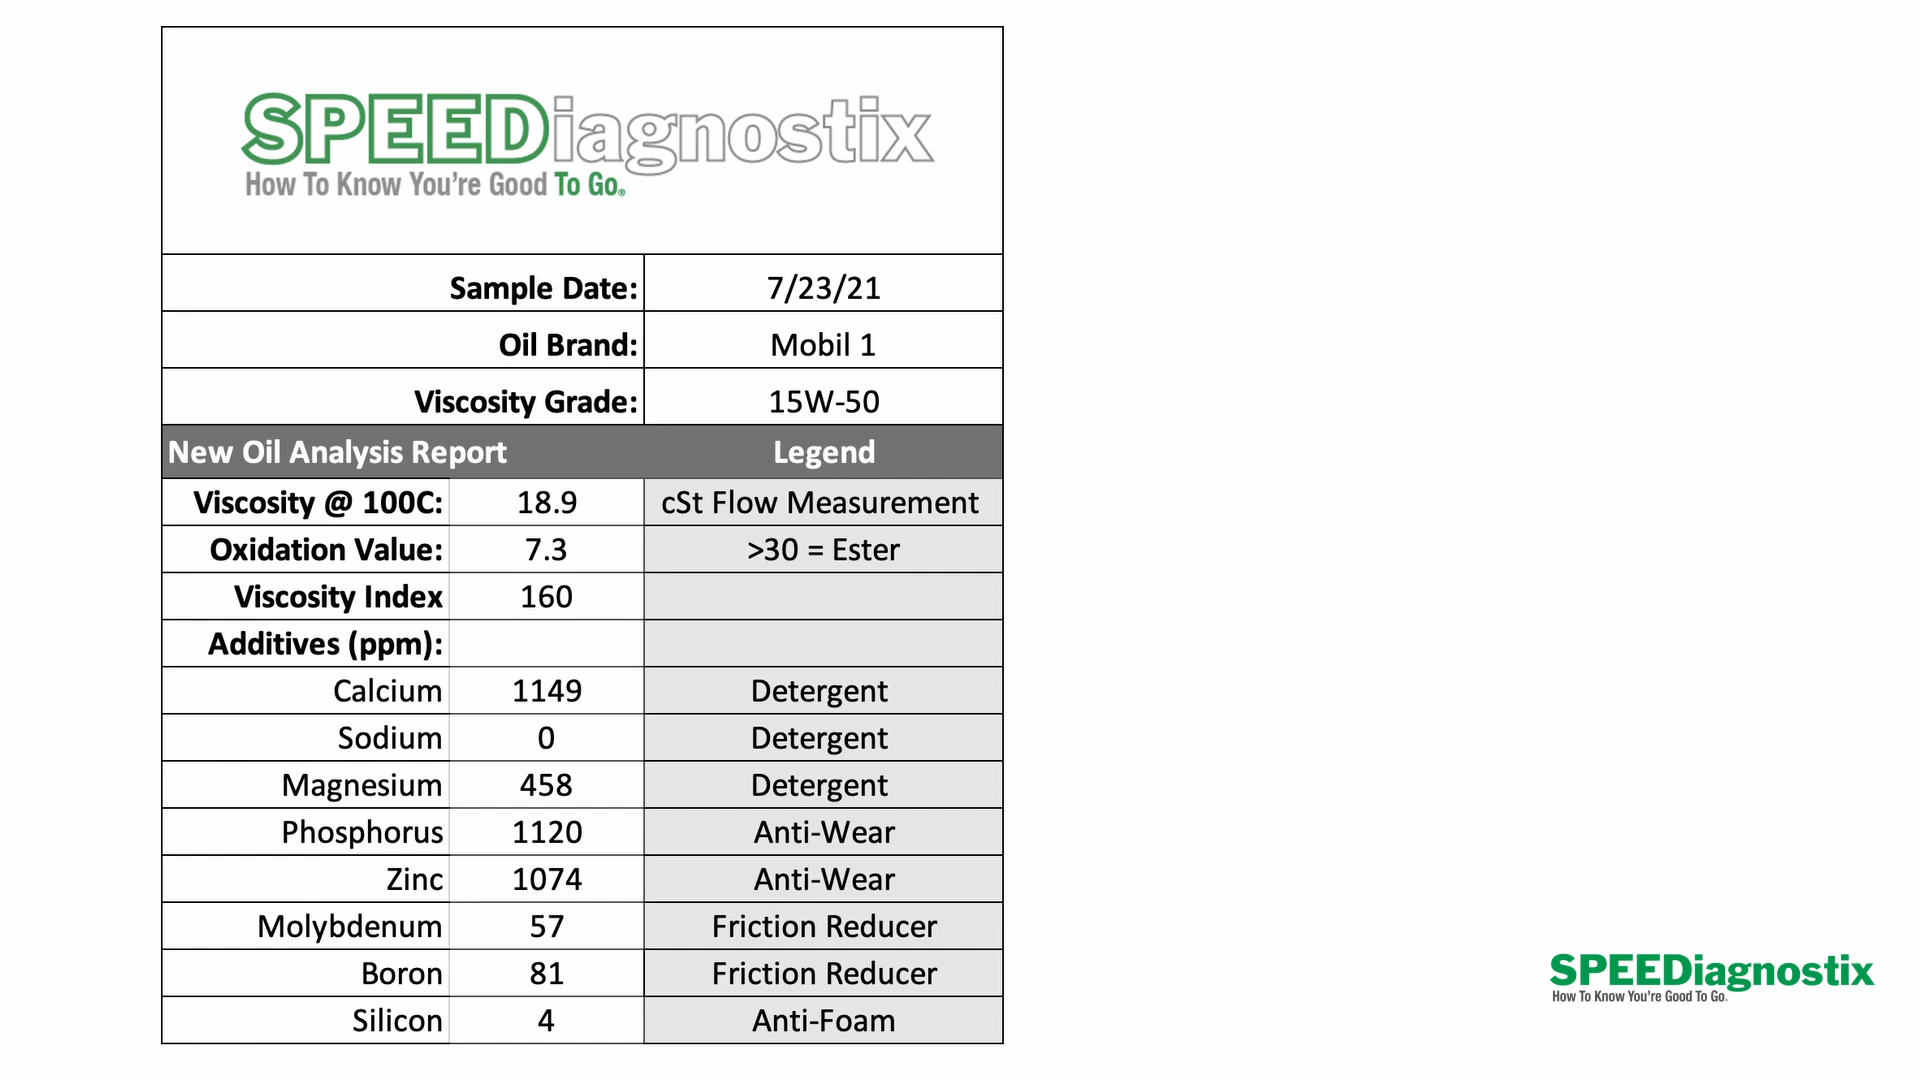 SPEEDiagnostix
How To Know You're Good To Go®
Sample Date: 7/23/21
Oil Brand: Mobil 1
Viscosity Grade: 15W-50
New Oil Analysis Report Legend
Viscosity @ 100C: 18.9 cSt Flow Measurement
Oxidation Value: 7.3 >30 = Ester
Viscosity Index 160
Additives (ppm):
Calcium 1149 Detergent
Sodium 0 Detergent
Magnesium 458 Detergent
Phosphorus 1120 Anti-Wear
Zinc 1074 Anti-Wear
Molybdenum 57 Friction Reducer
Boron 81 Friction Reducer
Silicon 4 Anti-Foam
SPEEDiagnostix
How To Know You're Good To Go.